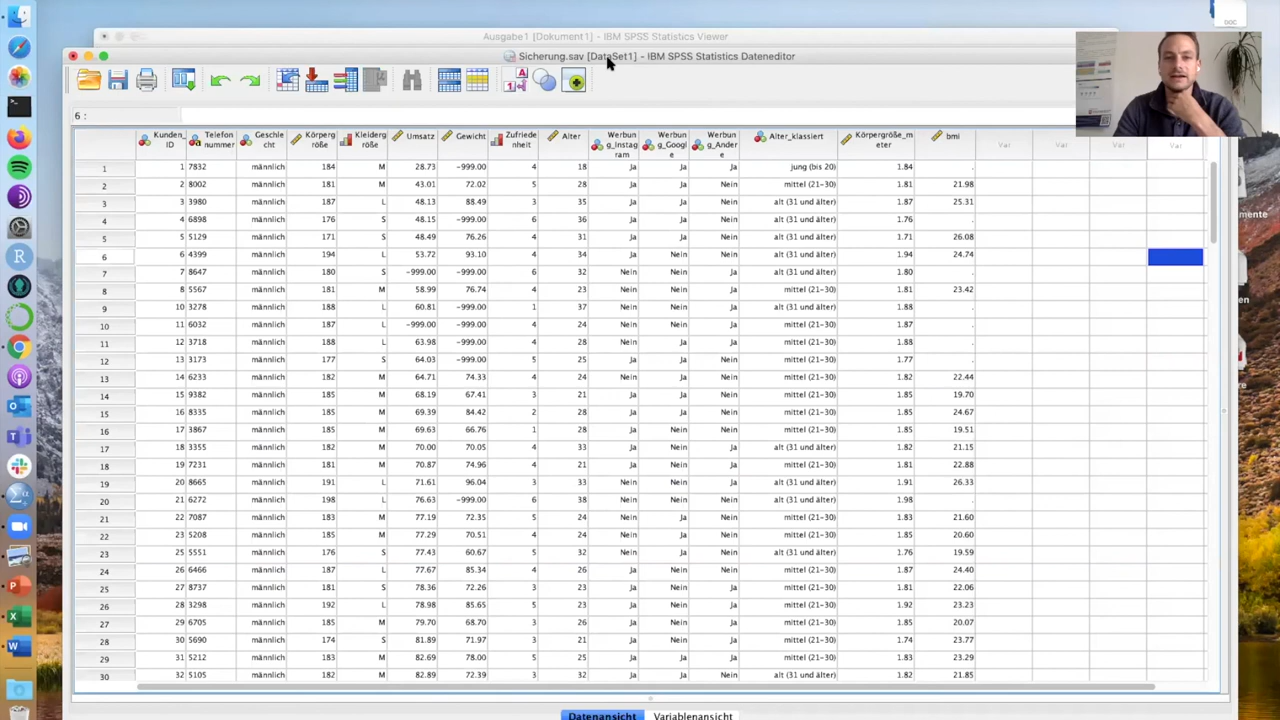 DOC
Ausgabe1 [Dokument1] - IBM SPSS Statistics Viewer
Sicherung.sav [DataSet1] - IBM SPSS Statistics Dateneditor
6 :
Kunden_ID Telefonnummer Geschlecht Körpergröße Kleidergröße Umsatz Gewicht Zufriedenheit Alter Werbung_Instagram Werbung_Google Werbung_Andere Alter_klassiert Körpergröße_meter bmi Var Var Var Var
1 1 7832 männlich 184 M 28.73 -999.00 4 18 Ja Ja Ja jung (bis 20) 1.84 .
2 2 8002 männlich 181 M 43.01 72.02 5 28 Ja Ja Nein mittel (21-30) 1.81 21.98
3 3 3980 männlich 187 L 48.13 88.49 3 35 Ja Ja Nein alt (31 und älter) 1.87 25.31
4 4 6898 männlich 176 S 48.15 -999.00 6 36 Ja Ja Nein alt (31 und älter) 1.76 .
5 5 5129 männlich 171 S 48.49 76.26 4 31 Ja Ja Nein alt (31 und älter) 1.71 26.08
6 6 4399 männlich 194 L 53.72 93.10 4 34 Ja Nein Nein alt (31 und älter) 1.94 24.74
7 7 8647 männlich 180 S -999.00 -999.00 6 32 Nein Nein Ja alt (31 und älter) 1.80 .
8 8 5567 männlich 181 M 58.99 76.74 4 23 Nein Ja Nein mittel (21-30) 1.81 23.42
9 10 3278 männlich 188 L 60.81 -999.00 1 37 Nein Nein Ja alt (31 und älter) 1.88 .
10 11 6032 männlich 187 L -999.00 -999.00 4 24 Nein Nein Ja mittel (21-30) 1.87 .
11 12 3718 männlich 188 L 63.98 -999.00 4 28 Nein Ja Ja mittel (21-30) 1.88 .
12 13 3173 männlich 177 S 64.03 -999.00 5 25 Ja Ja Nein mittel (21-30) 1.77 .
13 14 6233 männlich 182 M 64.71 74.33 4 24 Nein Ja Nein mittel (21-30) 1.82 22.44
14 15 9382 männlich 185 M 68.19 67.41 4 21 Ja Nein Nein mittel (21-30) 1.85 19.70
15 16 8335 männlich 185 M 69.39 84.42 2 28 Ja Ja Nein mittel (21-30) 1.85 24.67
16 17 3867 männlich 185 M 69.63 66.76 1 28 Ja Nein Nein mittel (21-30) 1.85 19.51
17 18 3355 männlich 182 M 70.00 70.05 4 33 Ja Nein Ja alt (31 und älter) 1.82 21.15
18 19 7231 männlich 181 M 70.87 74.96 4 21 Ja Nein Nein mittel (21-30) 1.81 22.88
19 20 8665 männlich 191 L 71.61 96.04 3 33 Nein Nein Ja alt (31 und älter) 1.91 26.33
20 21 6272 männlich 198 L 76.63 -999.00 6 38 Nein Nein Nein alt (31 und älter) 1.98 .
21 22 7087 männlich 183 M 77.19 72.35 5 24 Nein Ja Nein mittel (21-30) 1.83 21.60
22 23 5208 männlich 185 M 77.29 70.51 4 24 Nein Ja Nein mittel (21-30) 1.85 20.60
23 25 5551 männlich 176 S 77.43 60.67 5 32 Nein Ja Nein alt (31 und älter) 1.76 19.59
24 26 6466 männlich 187 L 77.67 85.34 4 26 Ja Nein Nein mittel (21-30) 1.87 24.40
25 27 8737 männlich 181 S 78.36 72.26 3 23 Nein Nein Ja mittel (21-30) 1.81 22.06
26 28 3298 männlich 192 L 78.98 85.65 5 23 Ja Nein Ja mittel (21-30) 1.92 23.23
27 29 6705 männlich 185 M 79.70 68.70 3 26 Ja Nein Nein mittel (21-30) 1.85 20.07
28 30 5690 männlich 174 S 81.89 71.97 3 21 Ja Nein Ja mittel (21-30) 1.74 23.77
29 31 5212 männlich 183 M 82.69 78.00 5 25 Ja Ja Nein mittel (21-30) 1.83 23.29
30 32 5105 männlich 182 M 82.89 72.39 3 32 Ja Nein Nein alt (31 und älter) 1.82 21.85
Datenansicht Variablenansicht